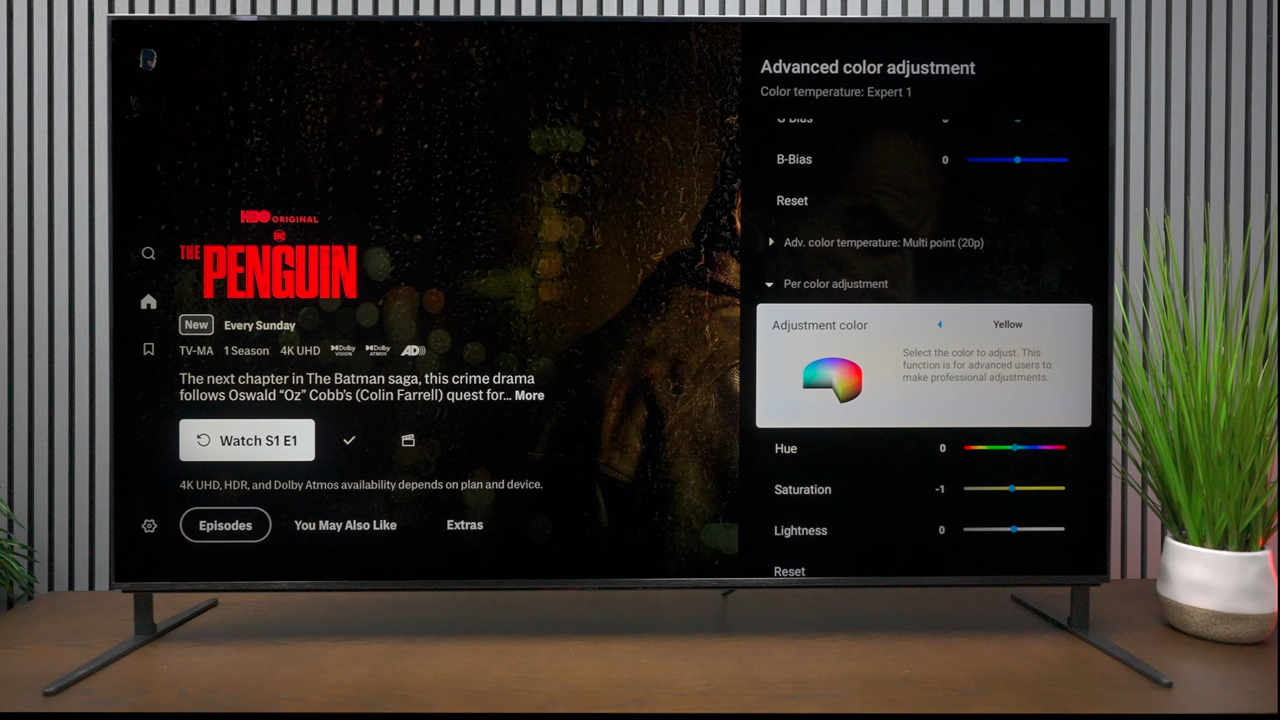 HBO ORIGINAL
DC
THE
PENGUIN
New Every Sunday
TV-MA 1 Season 4K UHD Dolby VISION Dolby ATMOS AD
The next chapter in The Batman saga, this crime drama
follows Oswald “Oz” Cobb’s (Colin Farrell) quest for... More
Watch S1 E1
4K UHD, HDR, and Dolby Atmos availability depends on plan and device.
Episodes You May Also Like Extras
Advanced color adjustment
Color temperature: Expert 1
G-Bias 0
B-Bias 0
Reset
Adv. color temperature: Multi point (20p)
Per color adjustment
Adjustment color Yellow
Select the color to adjust. This
function is for advanced users to
make professional adjustments.
Hue 0
Saturation -1
Lightness 0
Reset